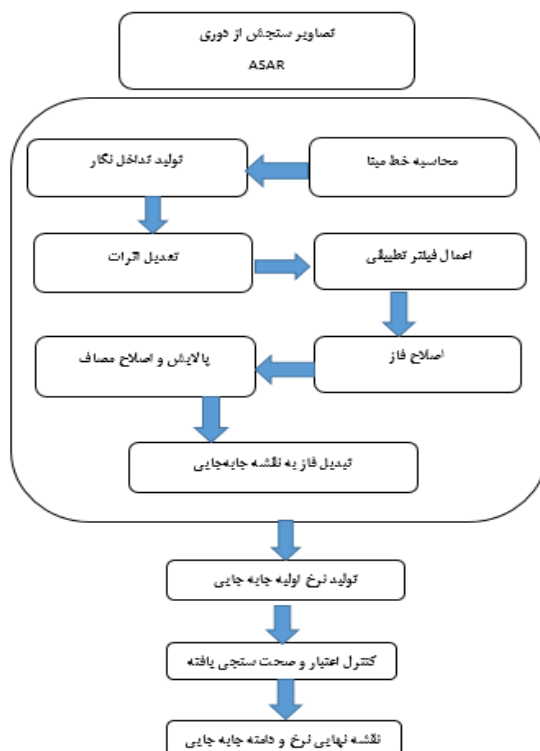 تصاویر سنجش از دوری
ASAR
محاسبه خط مبنا
تولید تداخل نگار
تعدیل اثرات
اعمال فیلتر تطبیقی
اصلاح فاز
پالایش و اصلاح مصاف
تبدیل فاز به نقشه جابه‌جایی
تولید نرخ اولیه جابه جایی
کنترل اعتبار و صحت سنجی یافته
نقشه نهایی نرخ و دامنه جابه جایی